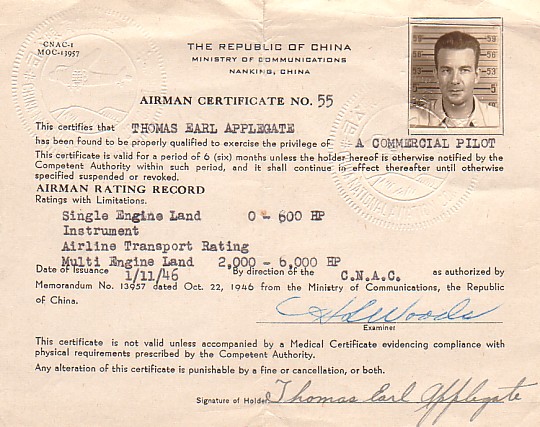 CNAC-1
MOC-13957
THE REPUBLIC OF CHINA
MINISTRY OF COMMUNICATIONS
NANKING, CHINA
AIRMAN CERTIFICATE NO. 55
This certifies that THOMAS EARL APPLEGATE
has been found to be properly qualified to exercise the privilege of A COMMERCIAL PILOT
This certificate is valid for a period of 6 (six) months unless the holder hereof is otherwise notified by the
Competent Authority within such period, and it shall continue in effect thereafter until otherwise
specified suspended or revoked.
AIRMAN RATING RECORD
Ratings with Limitations.
Single Engine Land 0 - 600 HP
Instrument
Airline Transport Rating
Multi Engine Land 2,000 - 6,000 HP
Date of Issuance 1/11/46 By direction of the C.N.A.C. as authorized by
Memorandum No. 13957 dated Oct. 22, 1946 from the Ministry of Communications, the Republic
of China.
HLWoods
Examiner
This certificate is not valid unless accompanied by a Medical Certificate evidencing compliance with
physical requirements prescribed by the Competent Authority.
Any alteration of this certificate is punishable by a fine or cancellation, or both.
Signature of Holder Thomas Earl Applegate